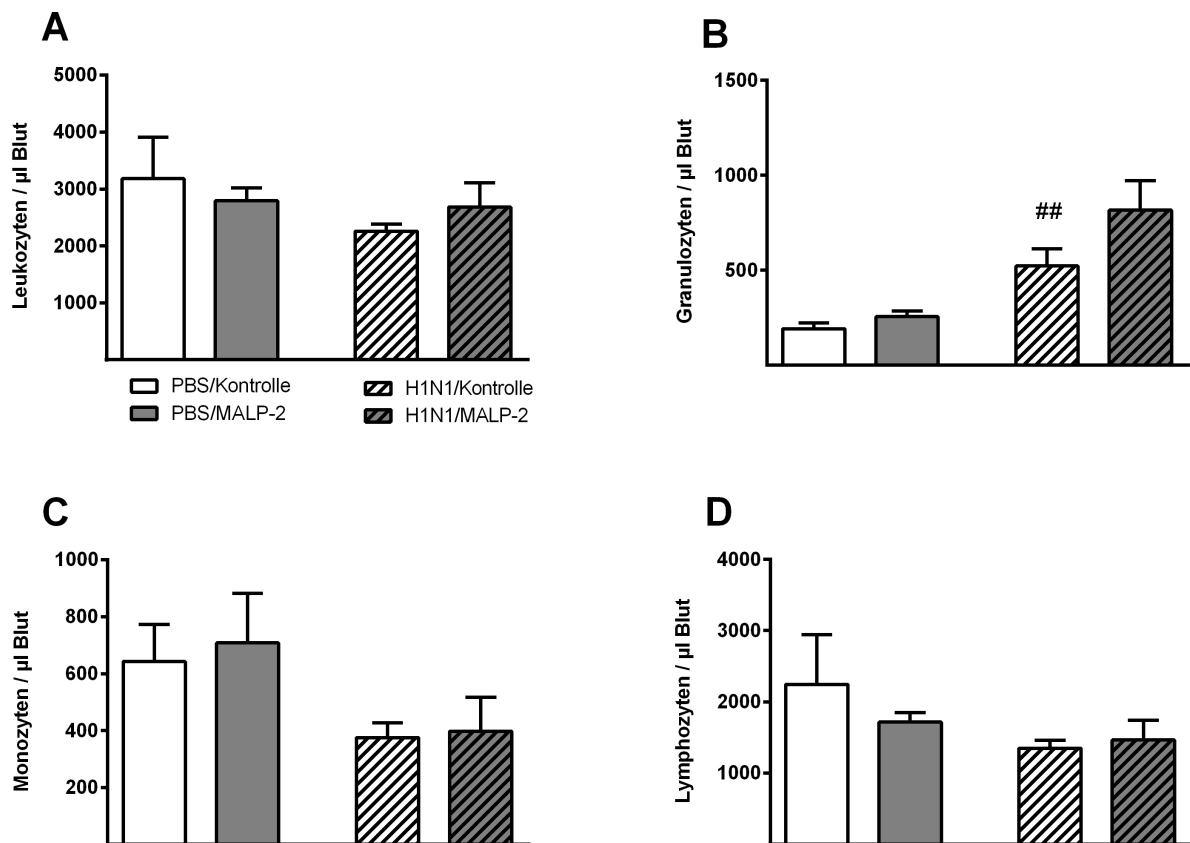 A
Leukozyten / µl Blut
5000
4000
3000
2000
1000
PBS/Kontrolle
PBS/MALP-2
H1N1/Kontrolle
H1N1/MALP-2
B
Granulozyten / µl Blut
1500
1000
500
##
C
Monozyten / µl Blut
1000
800
600
400
200
D
Lymphozyten / µl Blut
4000
3000
2000
1000